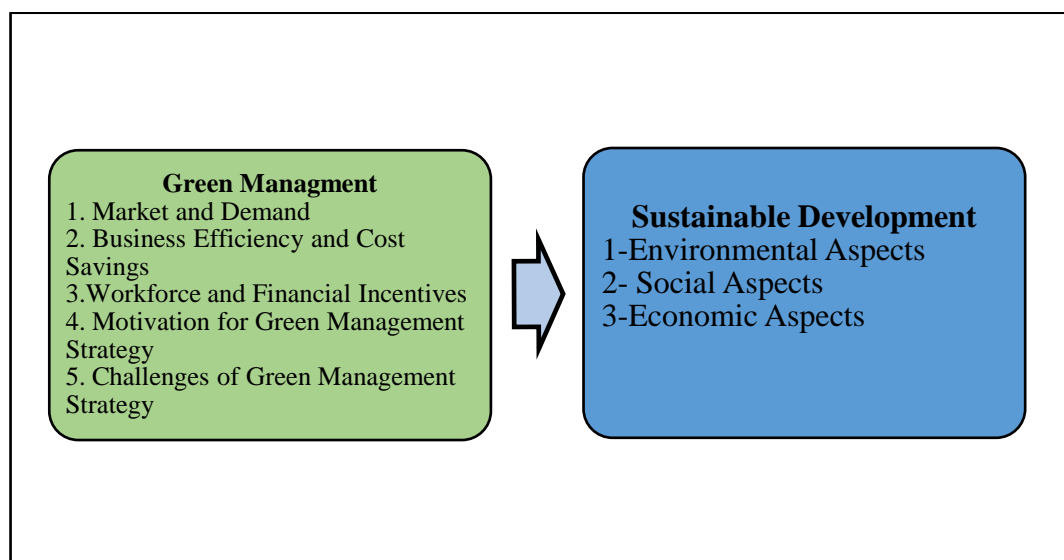 Green Managment
1. Market and Demand
2. Business Efficiency and Cost
Savings
3.Workforce and Financial Incentives
4. Motivation for Green Management
Strategy
5. Challenges of Green Management
Strategy
Sustainable Development
1-Environmental Aspects
2- Social Aspects
3-Economic Aspects